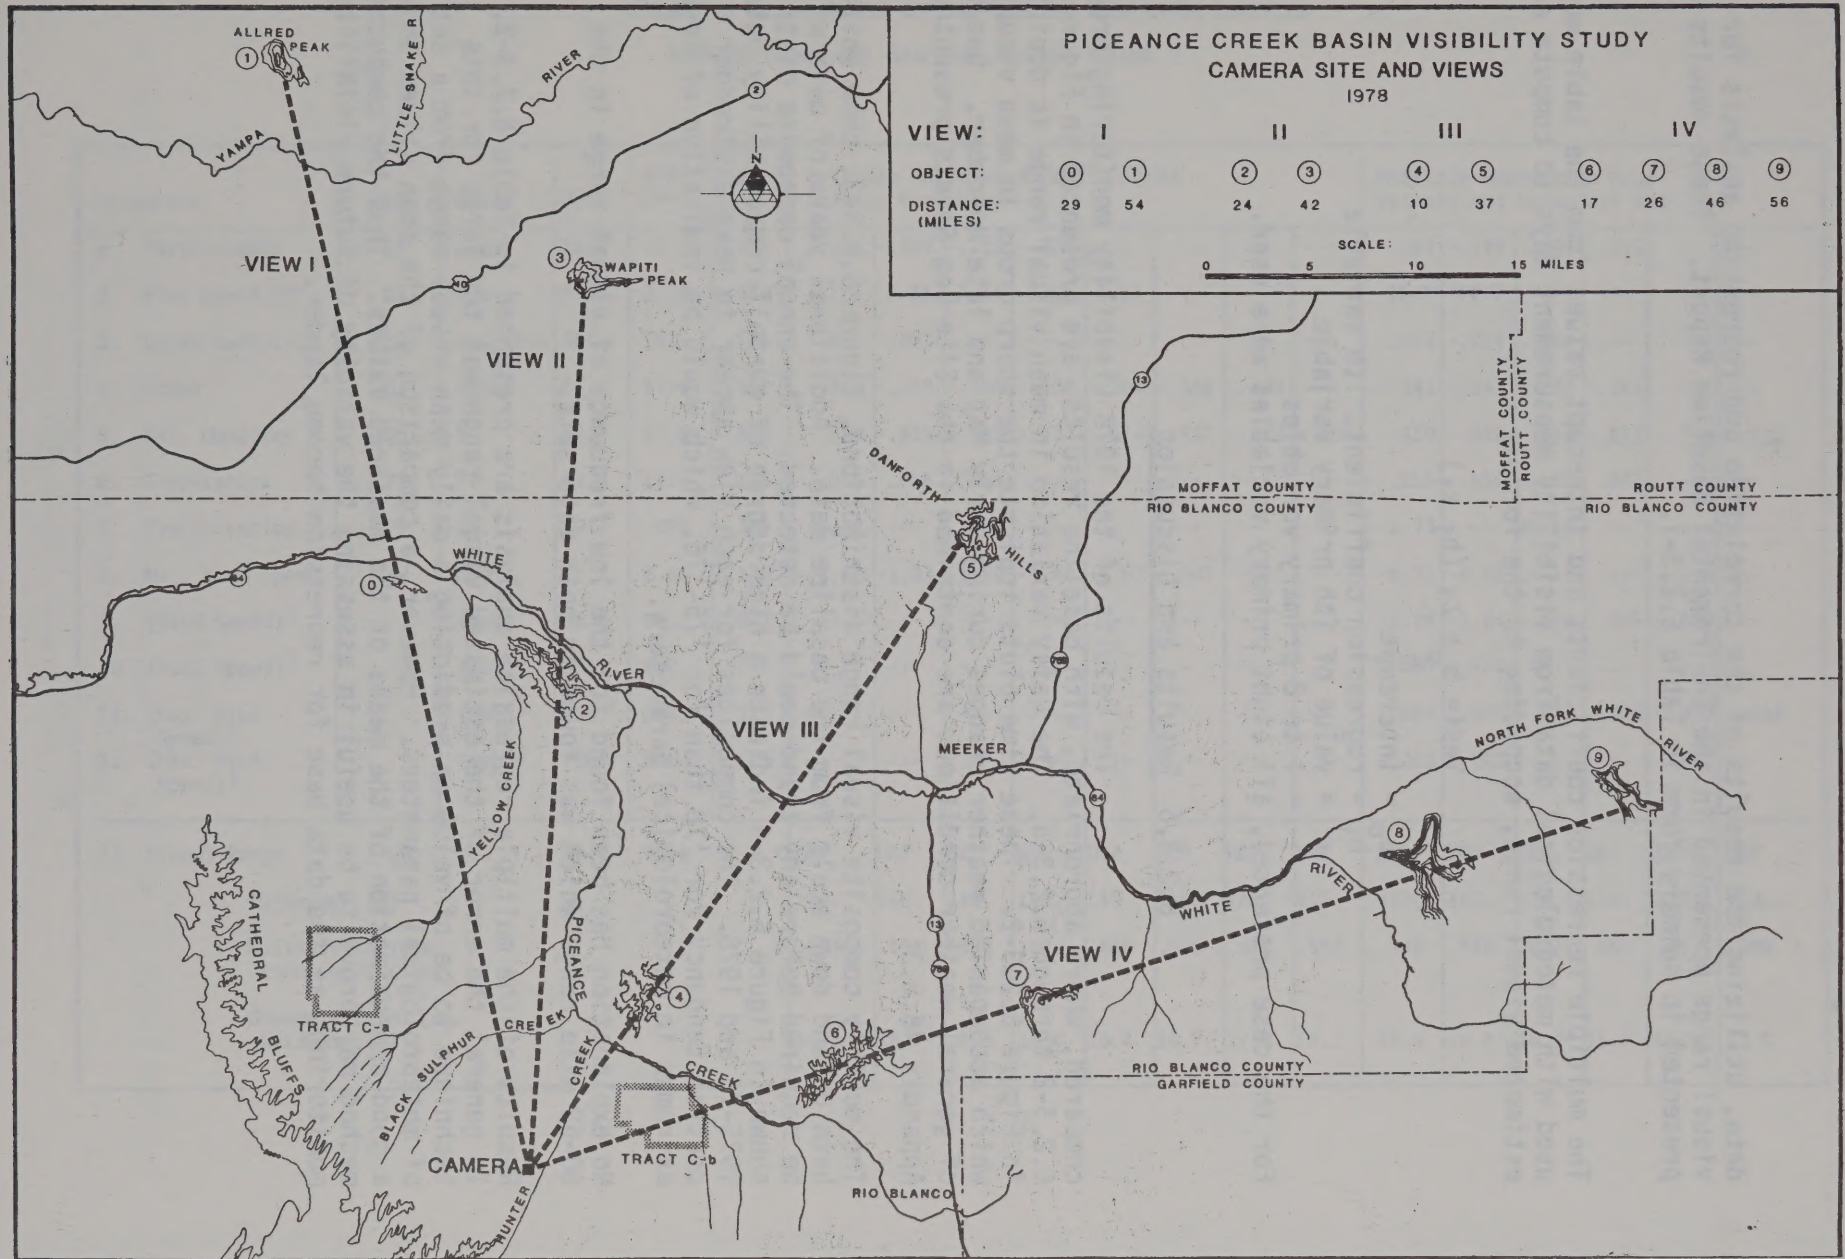 PICEANCE CREEK BASIN VISIBILITY STUDY
CAMERA SITE AND VIEWS
1978
VIEW: I II III IV
OBJECT: 0 1 2 3 4 5 6 7 8 9
DISTANCE: 29 54 24 42 10 37 17 26 46 56
(MILES)
SCALE:
0 5 10 15 MILES
ALLRED
PEAK
1
LITTLE SNAKE R
YAMPA
RIVER
2
N
VIEW I
40
3
WAPITI
PEAK
VIEW II
13
MOFFAT COUNTY
ROUTT COUNTY
DANFORTH
HILLS
5
MOFFAT COUNTY
RIO BLANCO COUNTY
ROUTT COUNTY
RIO BLANCO COUNTY
64
0
WHITE
RIVER
2
VIEW III
MEEKER
789
NORTH FORK WHITE
RIVER
9
64
8
YELLOW CREEK
CATHEDRAL
BLUFFS
PICEANCE
CREEK
13
789
WHITE
RIVER
VIEW IV
7
4
6
TRACT C-a
BLACK SULPHUR CREEK
CREEK
RIO BLANCO COUNTY
GARFIELD COUNTY
CAMERA
TRACT C-b
HUNTER
CREEK
RIO BLANCO